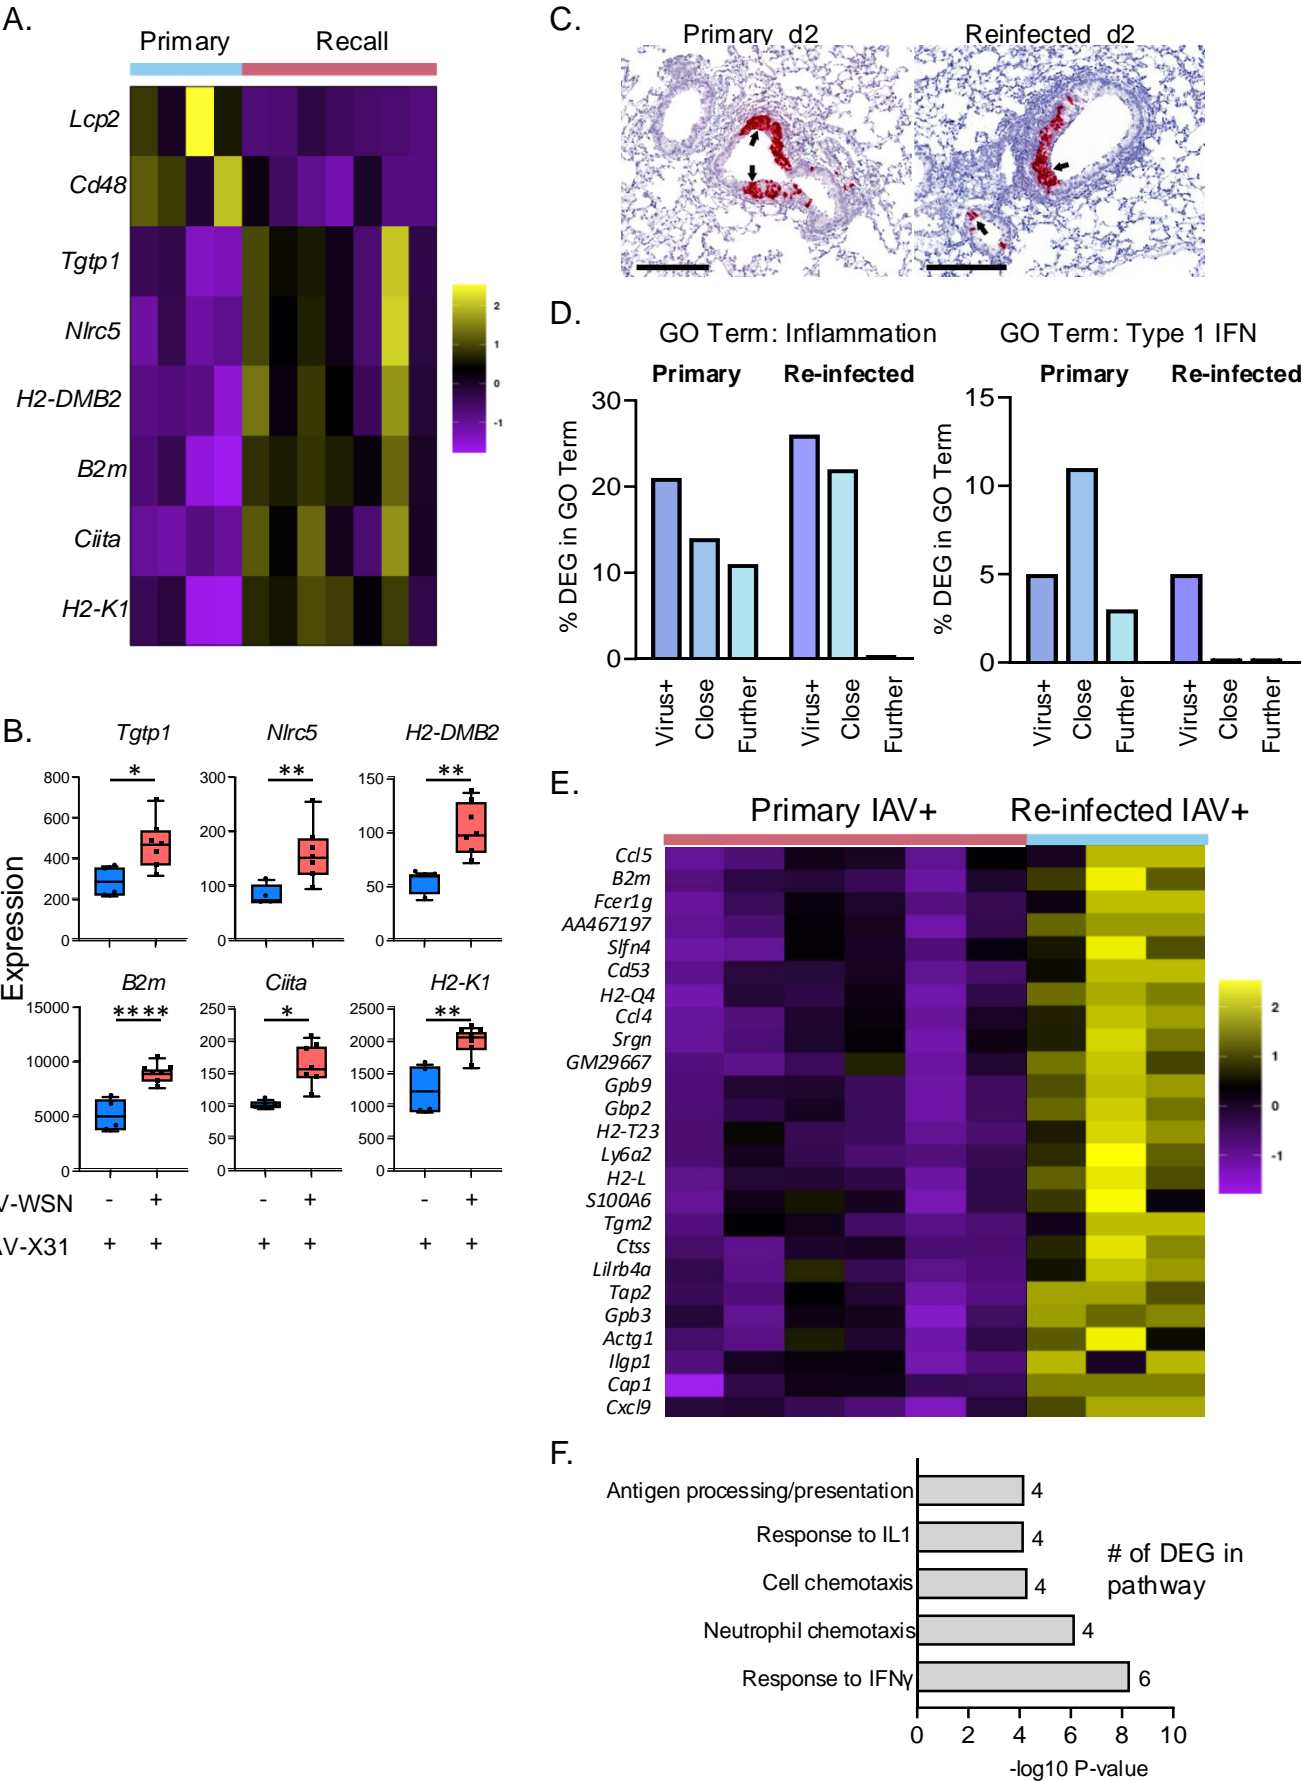 A.
Primary Recall
Lcp2
Cd48
Tgtp1
Nlrc5
H2-DMB2
B2m
Ciita
H2-K1
2
1
0
-1
B.
Expression
Tgtp1 Nlrc5 H2-DMB2
* ** **
800 300 150
600 200 100
400 100 50
200 0 0
0
B2m Ciita H2-K1
**** * **
15000 250 2500
10000 200 2000
5000 150 1500
0 100 1000
50 500
0 0
V-WSN - + - + - +
AV-X31 + + + + + +
C.
Primary d2 Reinfected d2
D.
GO Term: Inflammation GO Term: Type 1 IFN
Primary Re-infected Primary Re-infected
% DEG in GO Term
30
20
10
0
Virus+ Close Further Virus+ Close Further
% DEG in GO Term
15
10
5
0
Virus+ Close Further Virus+ Close Further
E.
Primary IAV+ Re-infected IAV+
Ccl5
B2m
Fcer1g
AA467197
Slfn4
Cd53
H2-Q4
Ccl4
Srgn
GM29667
Gpb9
Gbp2
H2-T23
Ly6a2
H2-L
S100A6
Tgm2
Ctss
Lilrb4a
Tap2
Gpb3
Actg1
Ilgp1
Cap1
Cxcl9
2
1
0
-1
F.
Antigen processing/presentation 4
Response to IL1 4
Cell chemotaxis 4
Neutrophil chemotaxis 4
Response to IFNγ 6
# of DEG in
pathway
0 2 4 6 8 10
-log10 P-value